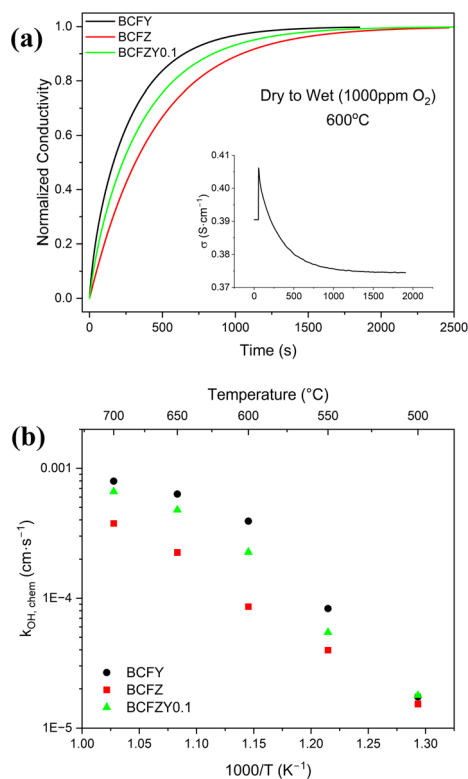 (a)
BCFY
BCFZ
BCFZY0.1
Dry to Wet (1000ppm O₂)
600°C
Normalized Conductivity
1.0
0.8
0.6
0.4
0.2
0.0
σ (S·cm⁻¹)
0.41
0.40
0.39
0.38
0.37
0 500 1000 1500 2000
0 500 1000 1500 2000 2500
Time (s)
(b)
Temperature (°C)
700 650 600 550 500
k_OH, chem (cm·s⁻¹)
0.001
1E-4
1E-5
BCFY
BCFZ
BCFZY0.1
1.00 1.05 1.10 1.15 1.20 1.25 1.30
1000/T (K⁻¹)